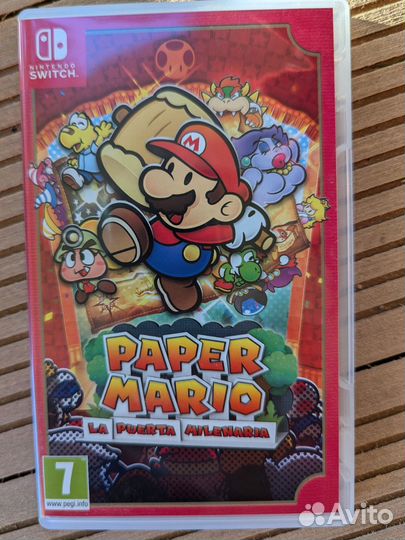 NINTENDO
SWITCH
PAPER
MARIO
LA PUERTA MILENARIA
7
www.pegi.info
Avito